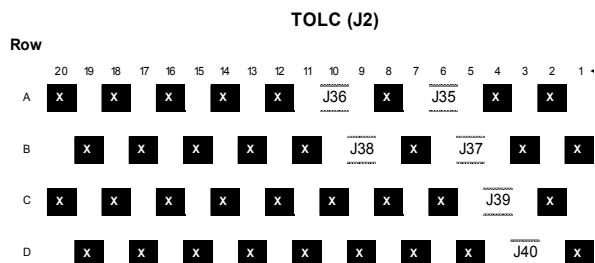 TOLC (J2)
Row
20 19 18 17 16 15 14 13 12 11 10 9 8 7 6 5 4 3 2 1
A X X X X X J36 X J35 X X
B X X X X X J38 X J37 X X
C X X X X X X X X J39 X
D X X X X X X X X J40 X